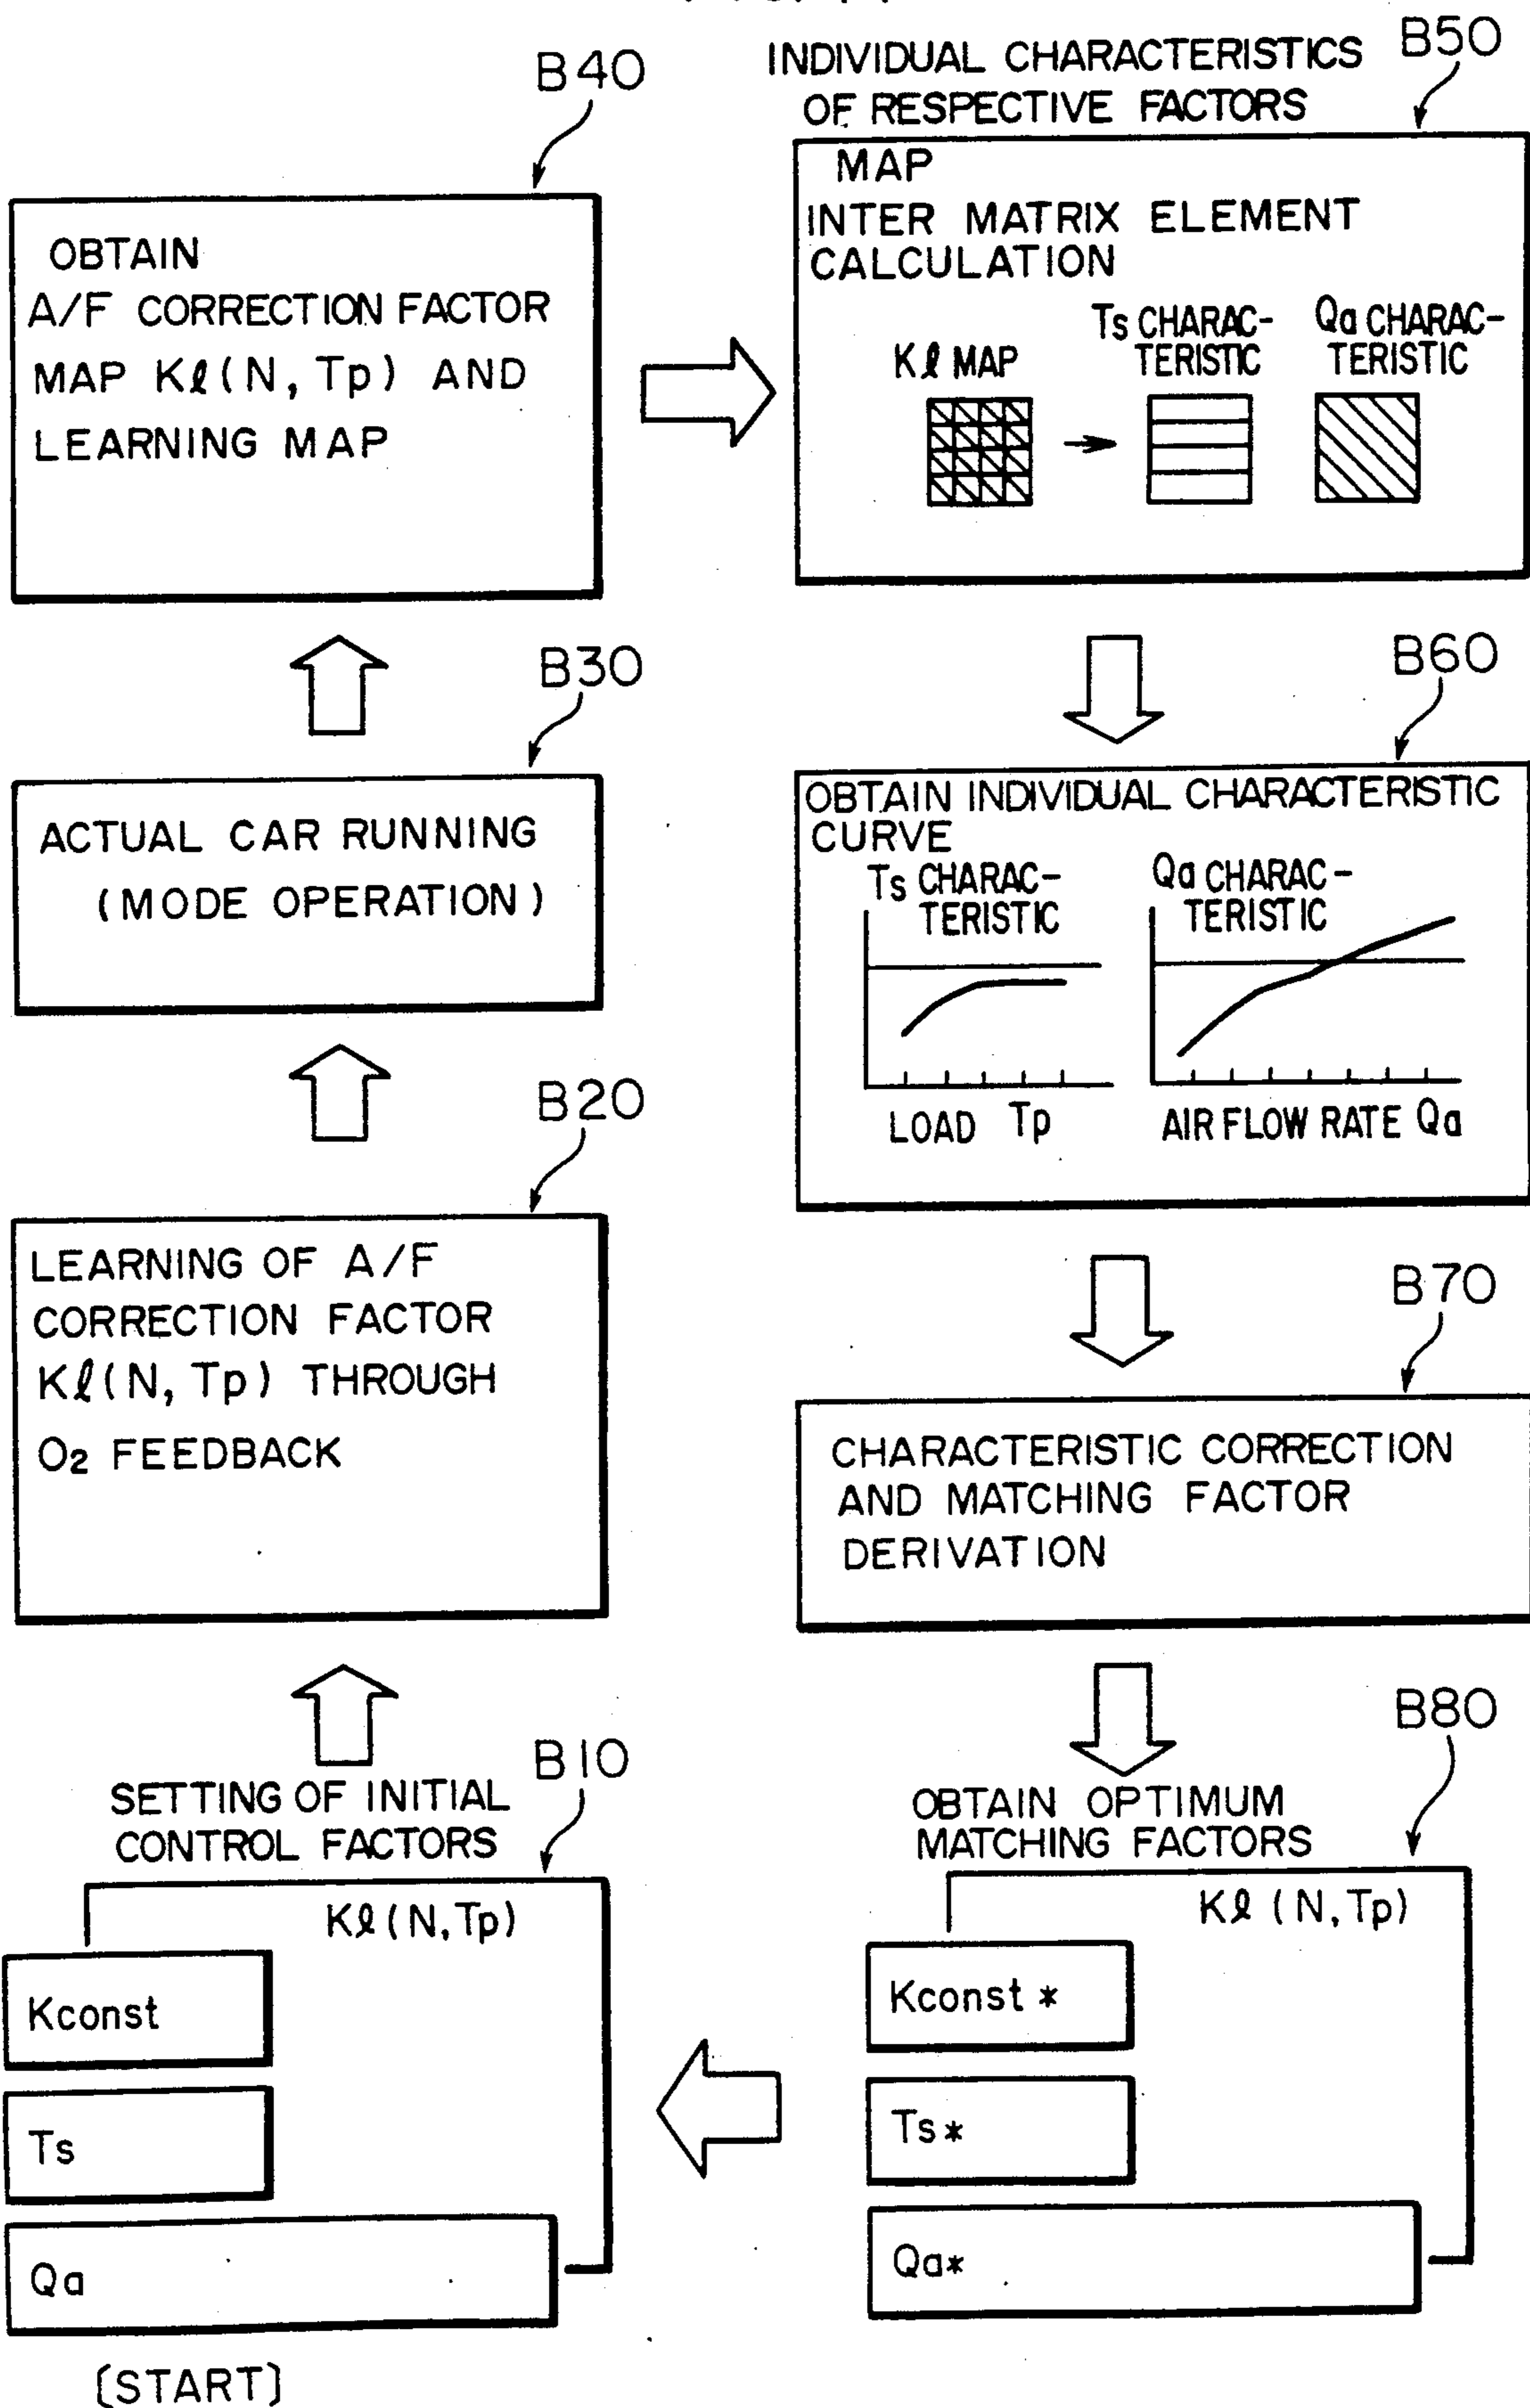 B40
OBTAIN
A/F CORRECTION FACTOR
MAP Kℓ(N, Tp) AND
LEARNING MAP
B30
ACTUAL CAR RUNNING
(MODE OPERATION)
B20
LEARNING OF A/F
CORRECTION FACTOR
Kℓ(N, Tp) THROUGH
O2 FEEDBACK
B10
SETTING OF INITIAL
CONTROL FACTORS
Kℓ(N,Tp)
Kconst
Ts
Qa
[START]
B50
INDIVIDUAL CHARACTERISTICS
OF RESPECTIVE FACTORS
MAP
INTER MATRIX ELEMENT
CALCULATION
Kℓ MAP
Ts CHARAC-
TERISTIC
Qa CHARAC-
TERISTIC
B60
OBTAIN INDIVIDUAL CHARACTERISTIC
CURVE
Ts CHARAC-
TERISTIC
LOAD Tp
Qa CHARAC-
TERISTIC
AIR FLOW RATE Qa
B70
CHARACTERISTIC CORRECTION
AND MATCHING FACTOR
DERIVATION
B80
OBTAIN OPTIMUM
MATCHING FACTORS
Kℓ (N,Tp)
Kconst *
Ts*
Qa*